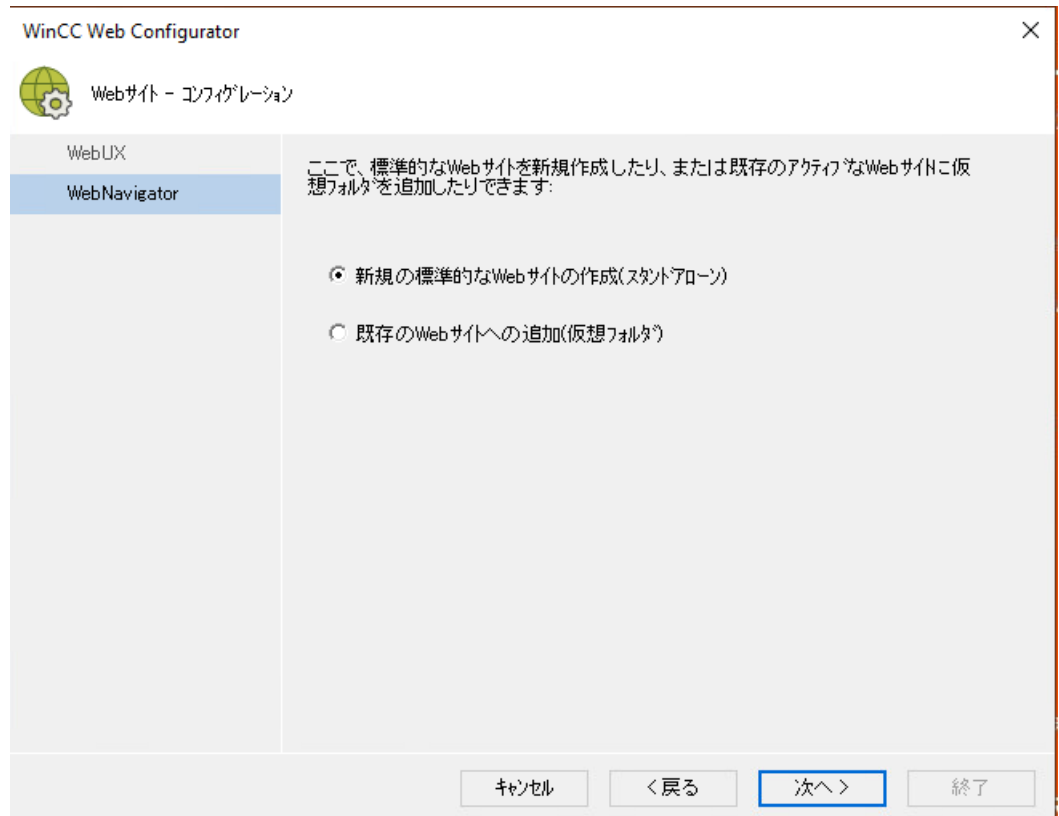 WinCC Web Configurator
Webサイト - コンフィグレーション
WebUX
WebNavigator
ここで、標準的なWebサイトを新規作成したり、または既存のアクティブなWebサイトに仮
想フォルダを追加したりできます:
新規の標準的なWebサイトの作成(スタンドアローン)
既存のWebサイトへの追加(仮想フォルダ)
キャンセル
<戻る
次へ>
終了